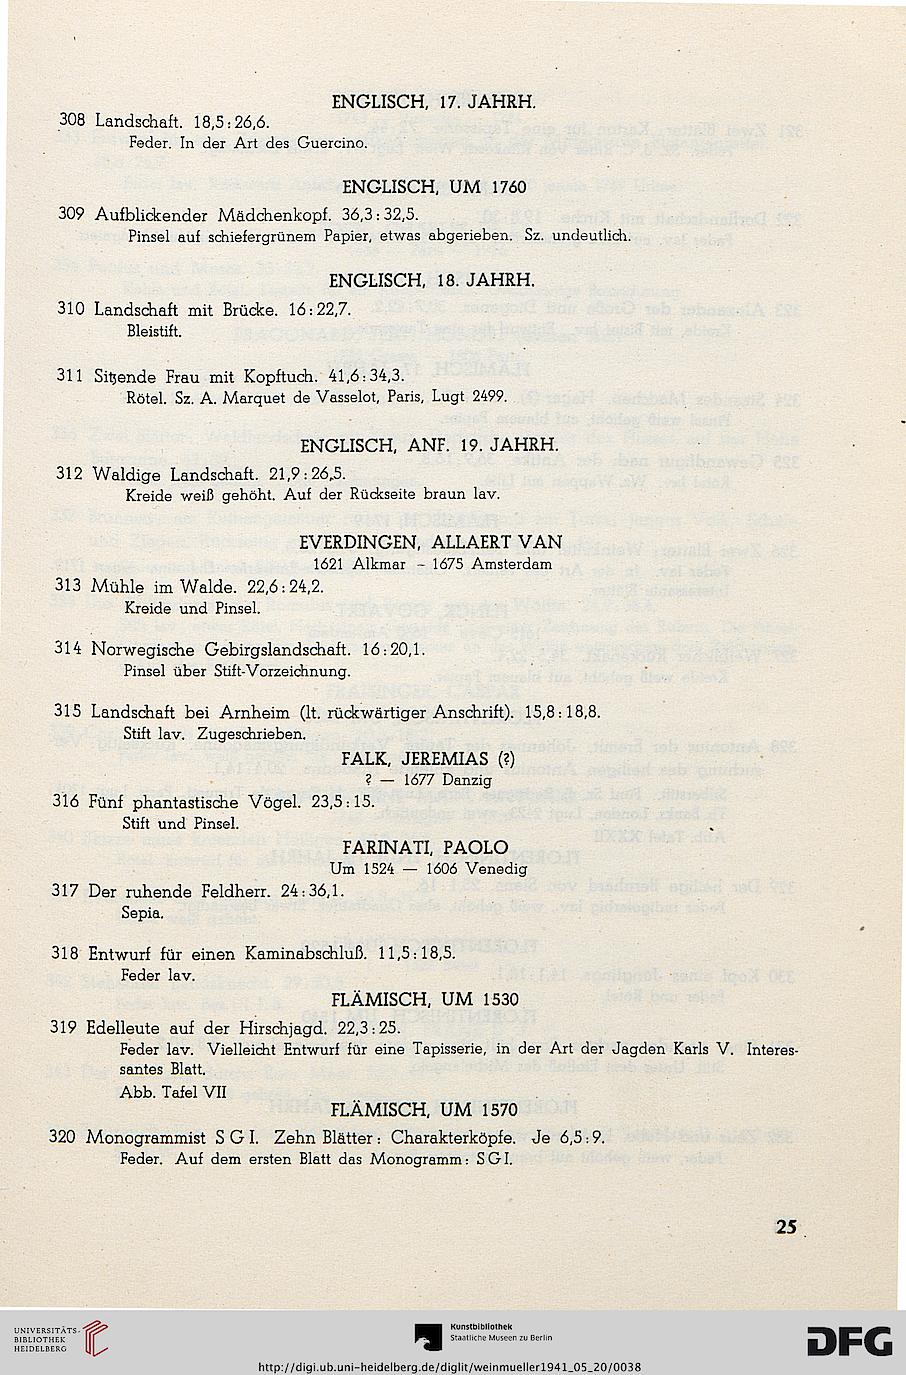 ENGLISCH, 17. JAHRH.
308 Landschaft. 18,5 : 26,6.
Feder. In der Art des Guercino.
ENGLISCH, UM 1760
309 Aufblickender Mädchenkopf. 36,3 : 32,5.
Pinsel auf schiefergrünem Papier, etwas abgerieben. Sz. undeutlich.
ENGLISCH, 18. JAHRH.
310 Landschaft mit Brücke. 16 : 22,7.
Bleistift.
311 Sitzende Frau mit Kopftuch. 41,6 : 34,3.
Rötel. Sz. A. Marquet de Vasselot, Paris, Lugt 2499.
ENGLISCH, ANF. 19. JAHRH.
312 Waldige Landschaft. 21,9 : 26,5.
Kreide weiß gehöht. Auf der Rückseite braun lav.
EVERDINGEN, ALLAERT VAN
1621 Alkmar – 1675 Amsterdam
313 Mühle im Walde. 22,6 : 24,2.
Kreide und Pinsel.
314 Norwegische Gebirgslandschaft. 16 : 20,1.
Pinsel über Stift-Vorzeichnung.
315 Landschaft bei Arnheim (lt. rückwärtiger Anschrift). 15,8 : 18,8.
Stift lav. Zugeschrieben.
FALK, JEREMIAS (?)
? — 1677 Danzig
316 Fünf phantastische Vögel. 23,5 : 15.
Stift und Pinsel.
FARINATI, PAOLO
Um 1524 — 1606 Venedig
317 Der ruhende Feldherr. 24 : 36,1.
Sepia.
318 Entwurf für einen Kaminabschluß. 11,5 : 18,5.
Feder lav.
FLÄMISCH, UM 1530
319 Edelleute auf der Hirschjagd. 22,3 : 25.
Feder lav. Vielleicht Entwurf für eine Tapisserie, in der Art der Jagden Karls V. Interes-
santes Blatt.
Abb. Tafel VII
FLÄMISCH, UM 1570
320 Monogrammist S G I. Zehn Blätter : Charakterköpfe. Je 6,5 : 9.
Feder. Auf dem ersten Blatt das Monogramm : S G I.
25
UNIVERSITÄTS-
BIBLIOTHEK
HEIDELBERG
Kunstbibliothek
Staatliche Museen zu Berlin
DFG
http://digi.ub.uni-heidelberg.de/diglit/weinmueller1941_05_20/0038